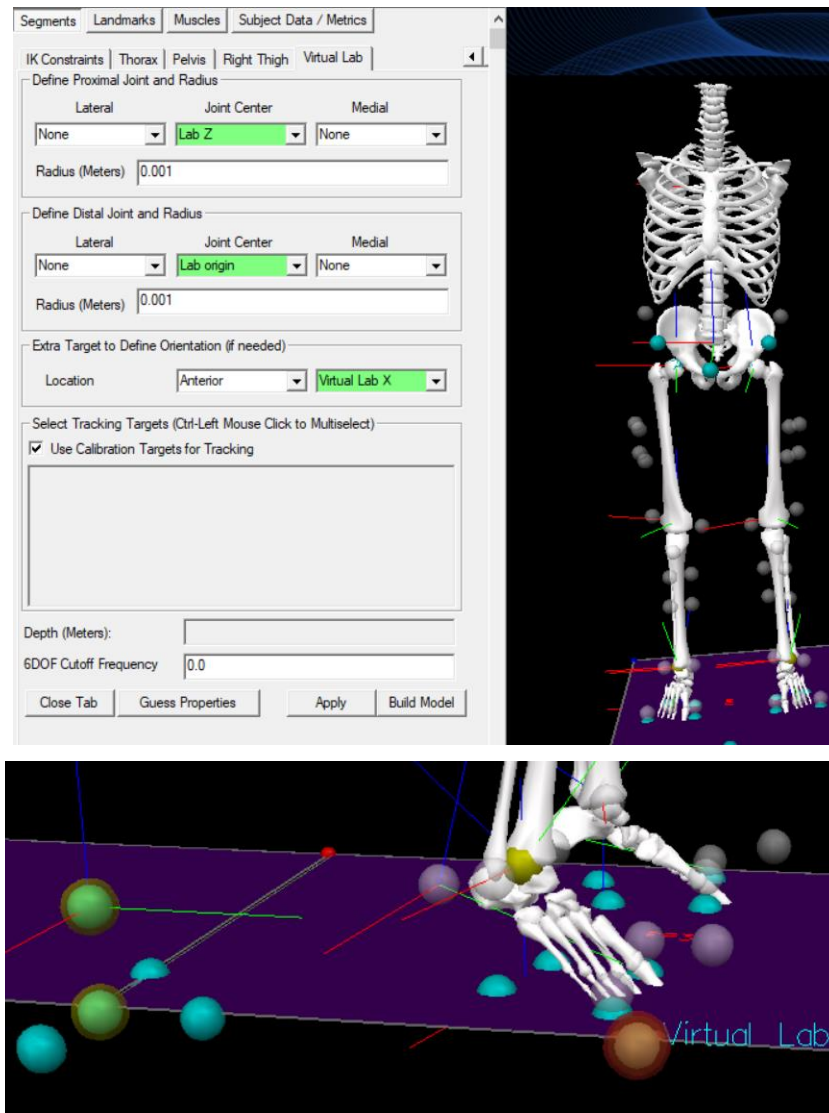 Segments Landmarks Muscles Subject Data / Metrics
IK Constraints Thorax Pelvis Right Thigh Virtual Lab
Define Proximal Joint and Radius
Lateral Joint Center Medial
None Lab Z None
Radius (Meters) 0.001
Define Distal Joint and Radius
Lateral Joint Center Medial
None Lab origin None
Radius (Meters) 0.001
Extra Target to Define Orientation (if needed)
Location Anterior Virtual Lab X
Select Tracking Targets (Ctrl-Left Mouse Click to Multiselect)
Use Calibration Targets for Tracking
Depth (Meters):
6DOF Cutoff Frequency 0.0
Close Tab Guess Properties Apply Build Model
Virtual Lab